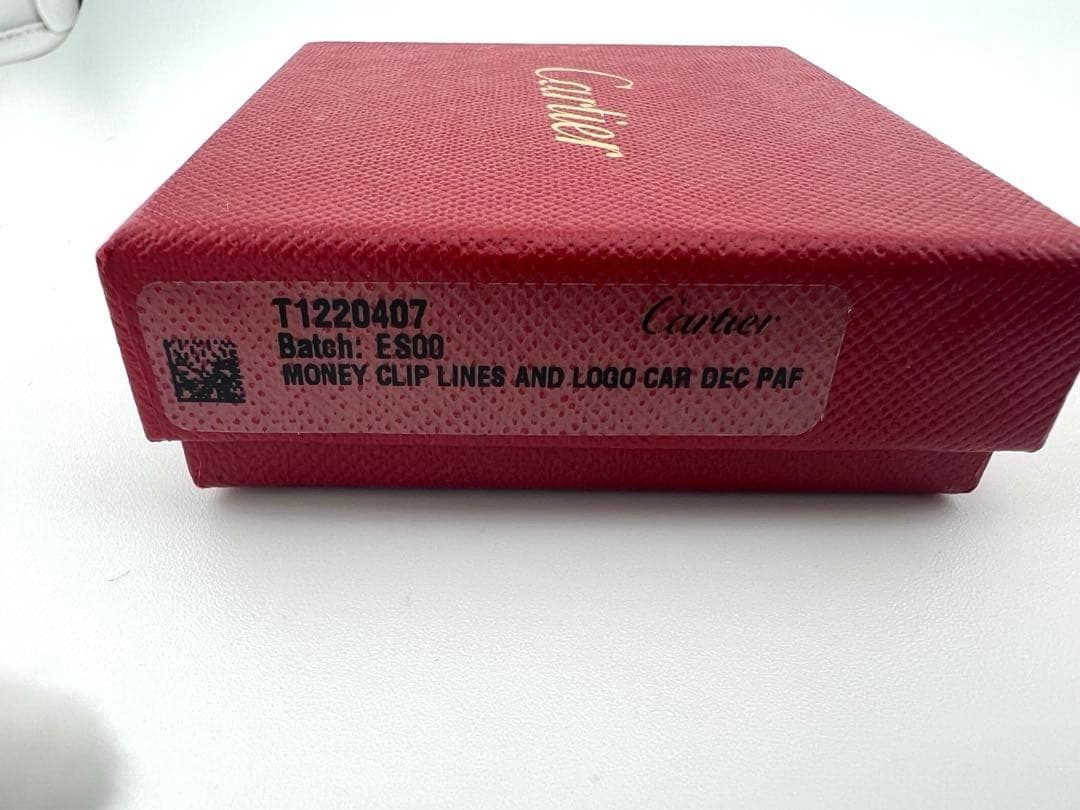 Cartier
T1220407
Cartier
Batch: ES00
MONEY CLIP LINES AND LOGO CAR DEC PAF